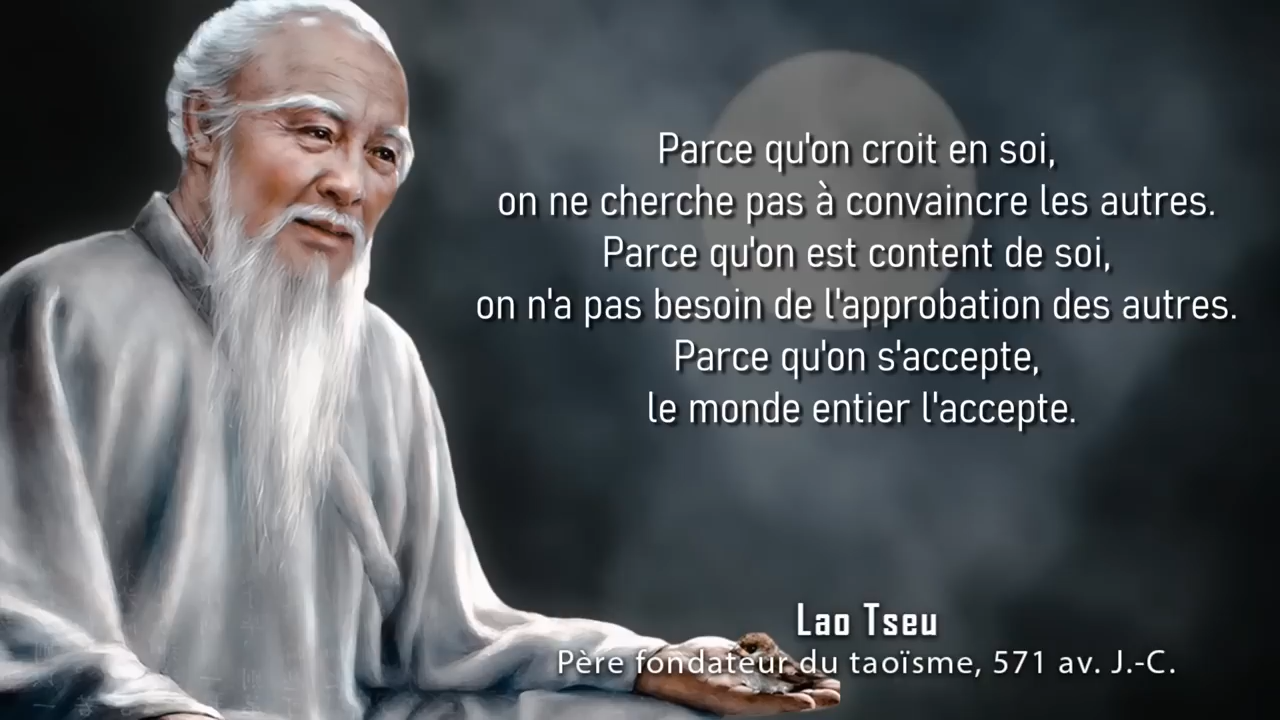 Parce qu'on croit en soi,
on ne cherche pas à convaincre les autres.
Parce qu'on est content de soi,
on n'a pas besoin de l'approbation des autres.
Parce qu'on s'accepte,
le monde entier l'accepte.
Lao Tseu
Père fondateur du taoïsme, 571 av. J.-C.